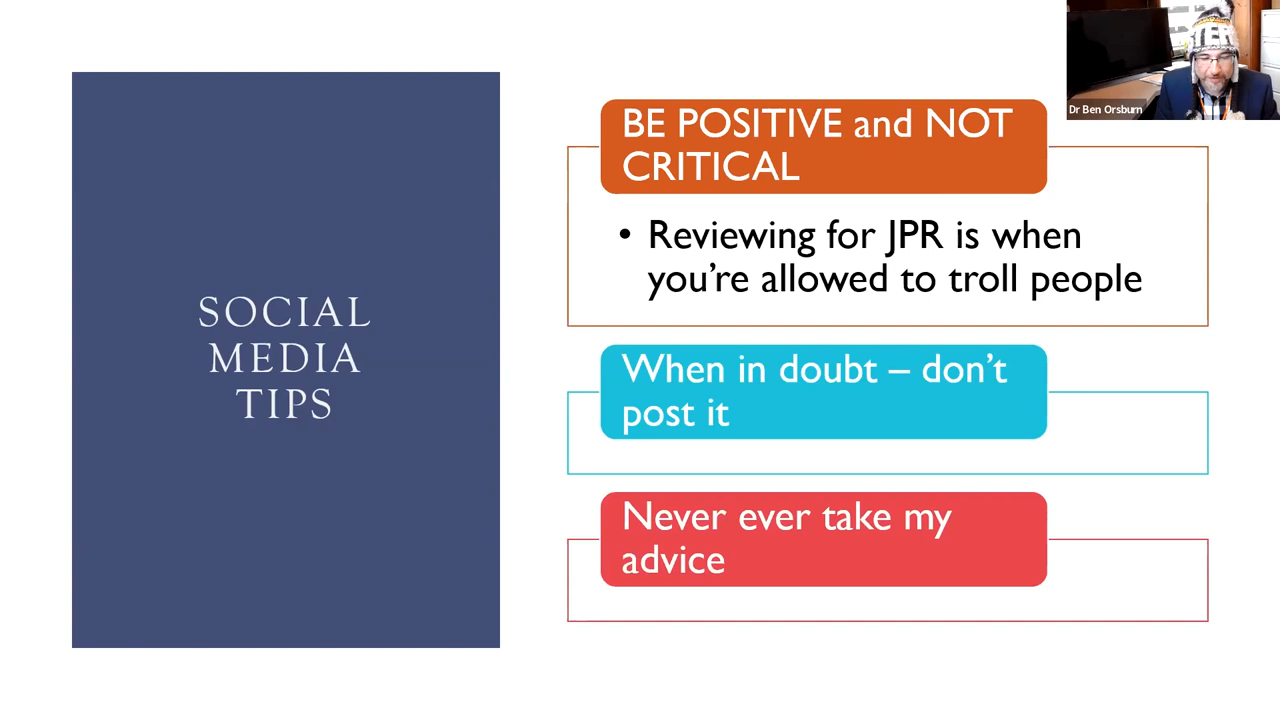 Dr Ben Orsburn
SOCIAL
MEDIA
TIPS
BE POSITIVE and NOT
CRITICAL
• Reviewing for JPR is when
you're allowed to troll people
When in doubt – don't
post it
Never ever take my
advice